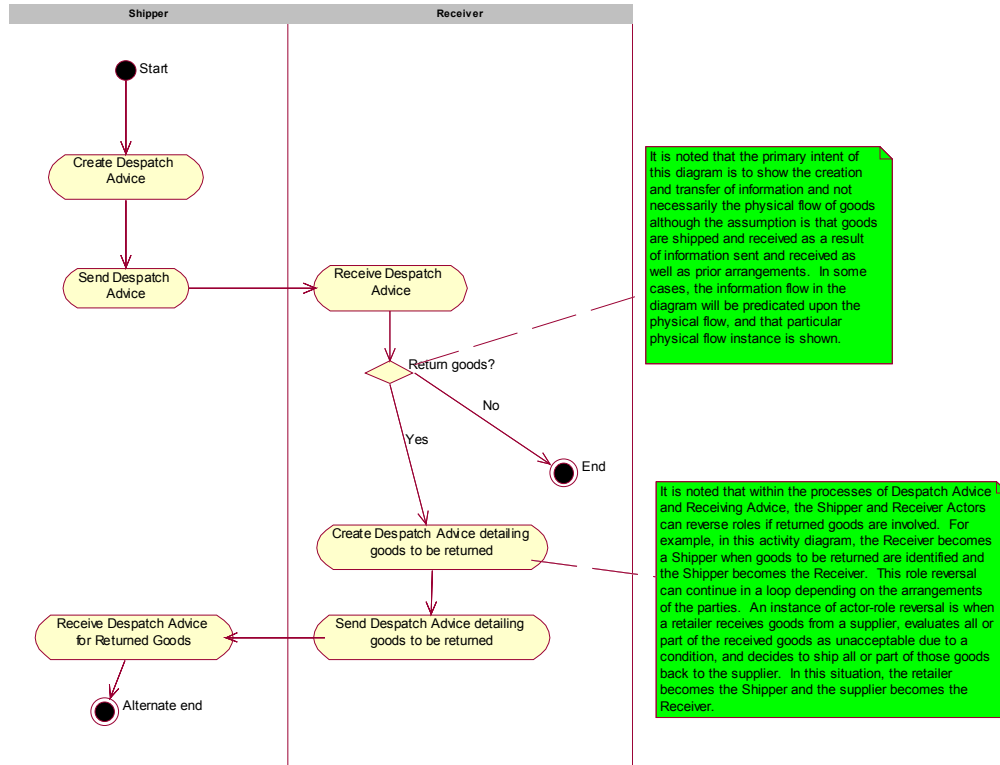 Shipper
Receiver
Start
Create Despatch
Advice
Send Despatch
Advice
Receive Despatch
Advice
Return goods?
No
Yes
End
Create Despatch Advice detailing
goods to be returned
Send Despatch Advice detailing
goods to be returned
Receive Despatch Advice
for Returned Goods
Alternate end
It is noted that the primary intent of
this diagram is to show the creation
and transfer of information and not
necessarily the physical flow of goods
although the assumption is that goods
are shipped and received as a result
of information sent and received as
well as prior arrangements. In some
cases, the information flow in the
diagram will be predicated upon the
physical flow, and that particular
physical flow instance is shown.
It is noted that within the processes of Despatch Advice
and Receiving Advice, the Shipper and Receiver Actors
can reverse roles if returned goods are involved. For
example, in this activity diagram, the Receiver becomes
a Shipper when goods to be returned are identified and
the Shipper becomes the Receiver. This role reversal
can continue in a loop depending on the arrangements
of the parties. An instance of actor-role reversal is when
a retailer receives goods from a supplier, evaluates all or
part of the received goods as unacceptable due to a
condition, and decides to ship all or part of those goods
back to the supplier. In this situation, the retailer
becomes the Shipper and the supplier becomes the
Receiver.